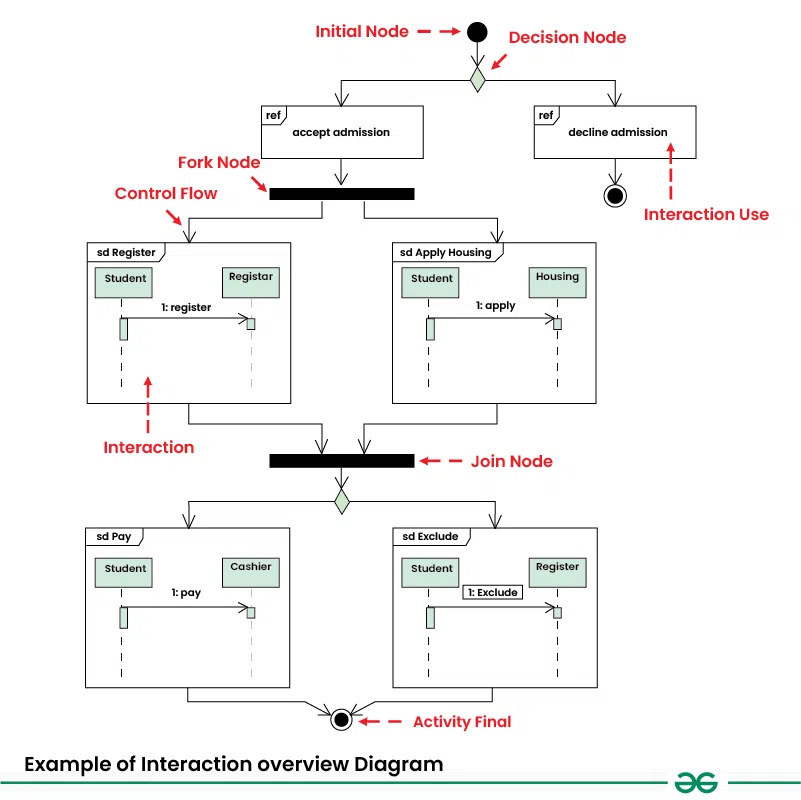 Initial Node
Decision Node
ref
accept admission
ref
decline admission
Fork Node
Control Flow
Interaction Use
sd Register
Student
Registar
1: register
sd Apply Housing
Student
Housing
1: apply
Interaction
Join Node
sd Pay
Student
Cashier
1: pay
sd Exclude
Student
Register
1: Exclude
Activity Final
Example of Interaction overview Diagram